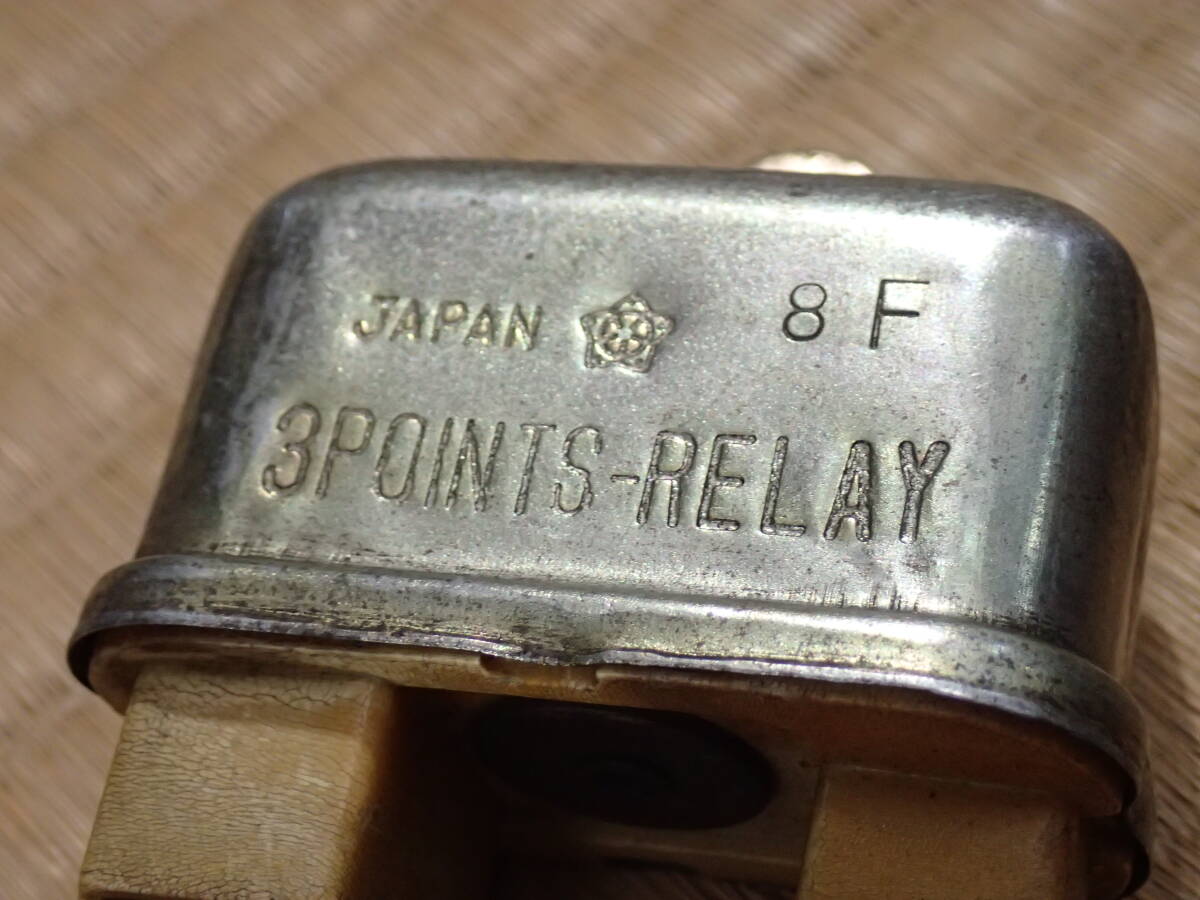 JAPAN 8 F
3POINTS-RELAY